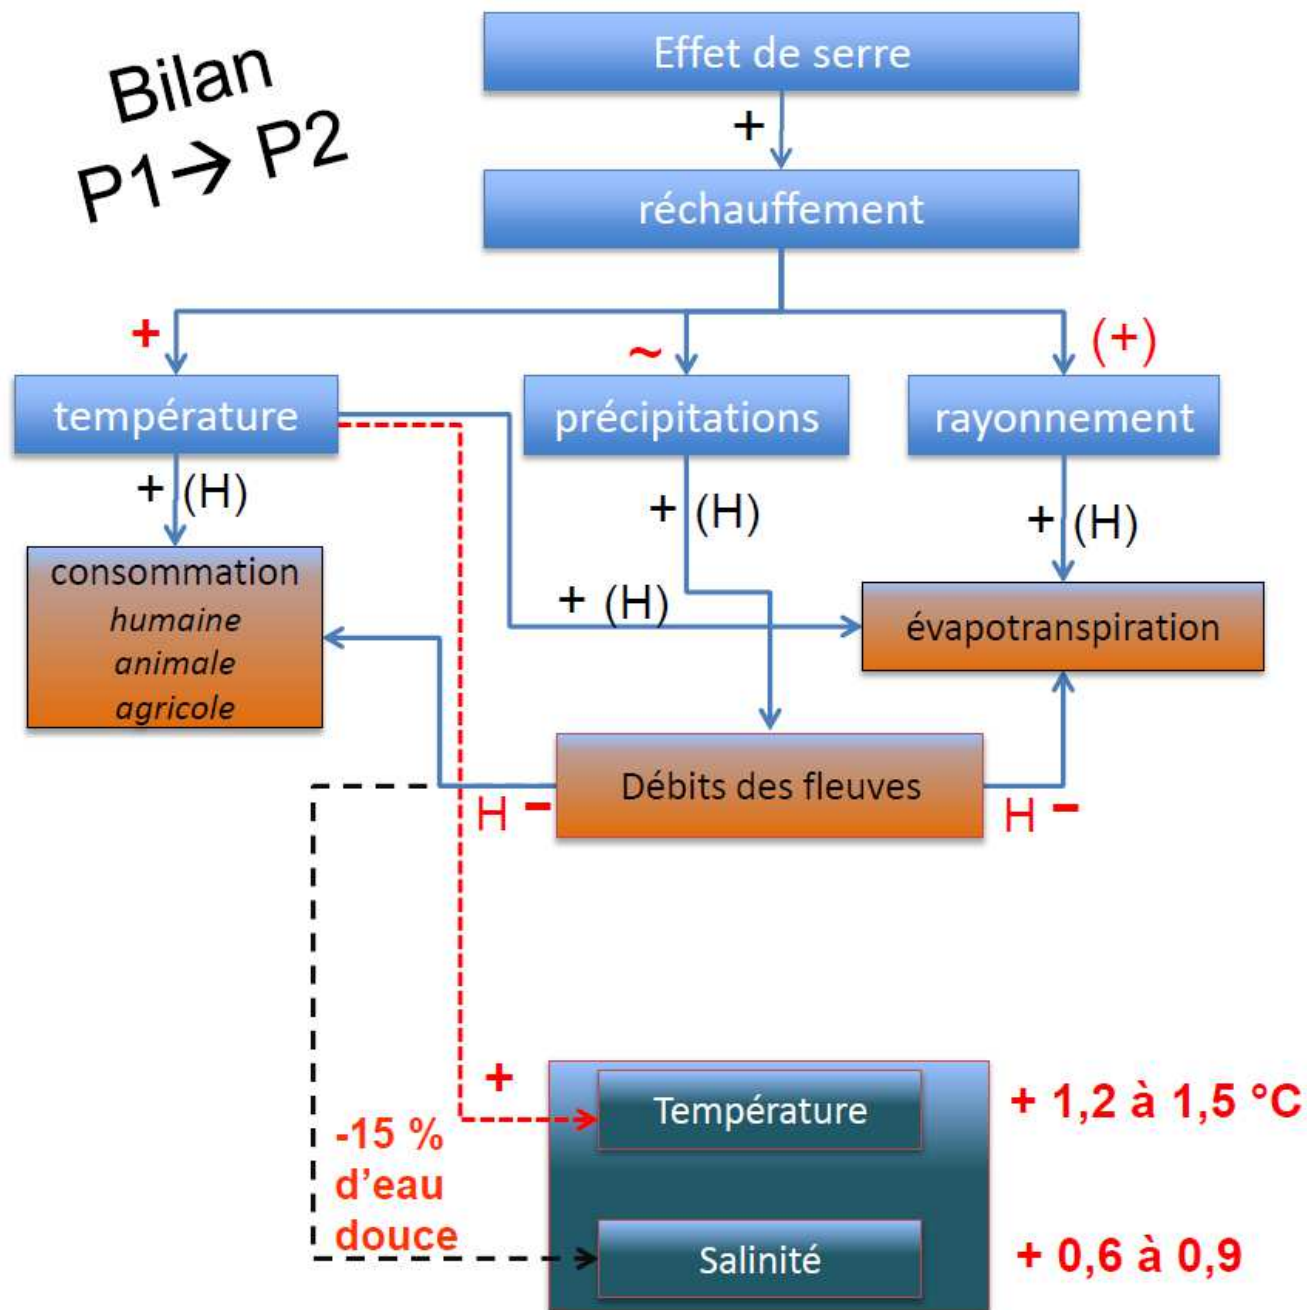 Bilan
P1→ P2
Effet de serre
+
réchauffement
+
~
(+)
température
précipitations
rayonnement
+ (H)
+ (H)
+ (H)
consommation
humaine
animale
agricole
+ (H)
évapotranspiration
Débits des fleuves
H -
H -
+
-15 %
d'eau
douce
Température
+ 1,2 à 1,5 °C
Salinité
+ 0,6 à 0,9